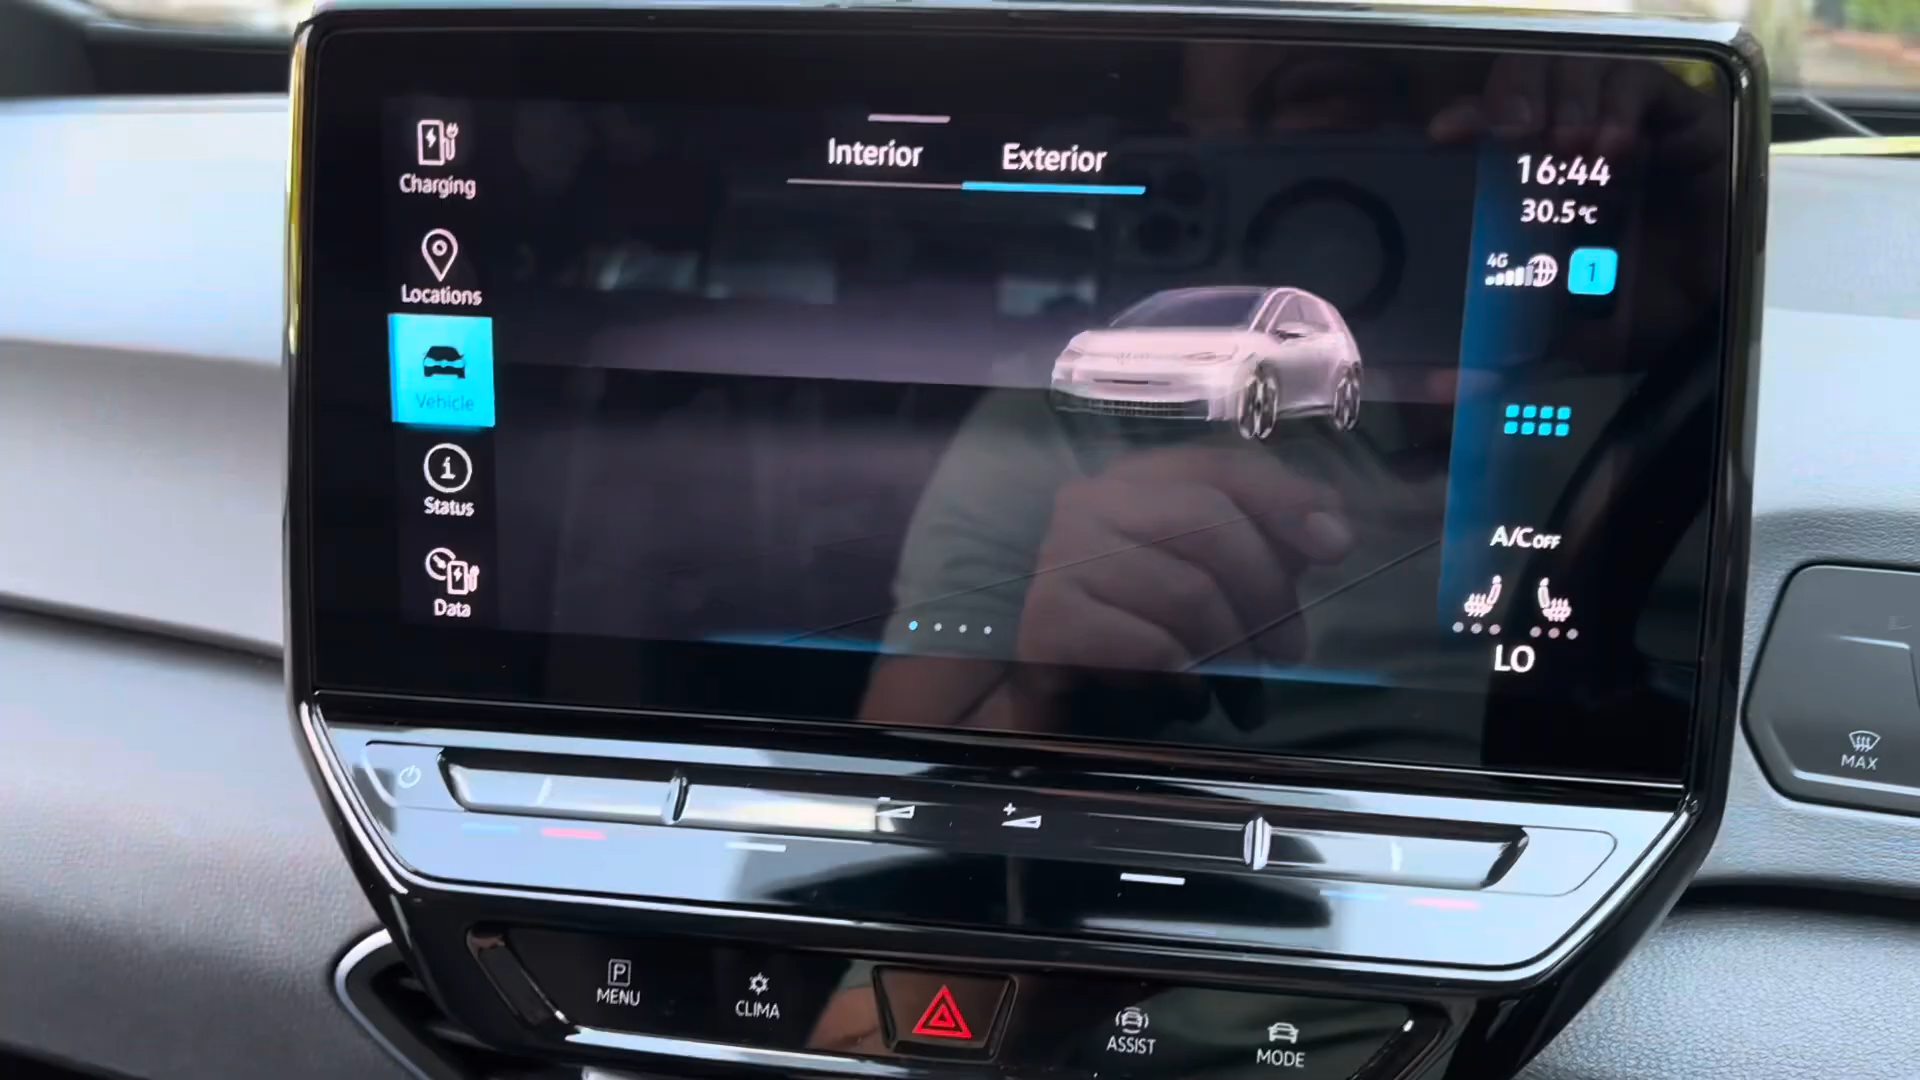 Charging
Locations
Vehicle
Status
Data
Interior
Exterior
16:44
30.5°C
4G
1
A/C OFF
LO
MAX
MENU
CLIMA
ASSIST
MODE
P